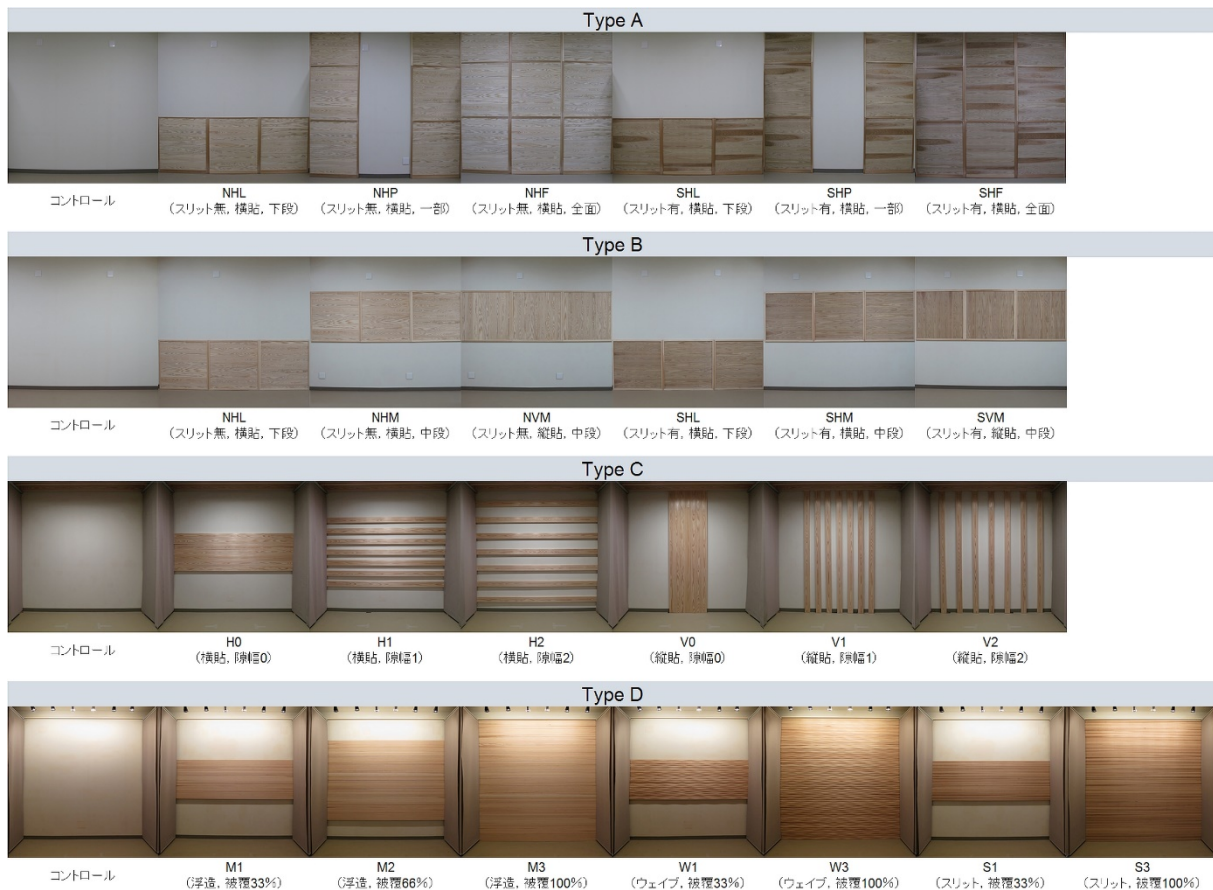 Type A
コントロール
NHL
(スリット無, 横貼, 下段)
NHP
(スリット無, 横貼, 一部)
NHF
(スリット無, 横貼, 全面)
SHL
(スリット有, 横貼, 下段)
SHP
(スリット有, 横貼, 一部)
SHF
(スリット有, 横貼, 全面)
Type B
コントロール
NHL
(スリット無, 横貼, 下段)
NHM
(スリット無, 横貼, 中段)
NVM
(スリット無, 縦貼, 中段)
SHL
(スリット有, 横貼, 下段)
SHM
(スリット有, 横貼, 中段)
SVM
(スリット有, 縦貼, 中段)
Type C
コントロール
H0
(横貼, 隙幅0)
H1
(横貼, 隙幅1)
H2
(横貼, 隙幅2)
V0
(縦貼, 隙幅0)
V1
(縦貼, 隙幅1)
V2
(縦貼, 隙幅2)
Type D
コントロール
M1
(浮造, 被覆33%)
M2
(浮造, 被覆66%)
M3
(浮造, 被覆100%)
W1
(ウェイブ, 被覆33%)
W3
(ウェイブ, 被覆100%)
S1
(スリット, 被覆33%)
S3
(スリット, 被覆100%)